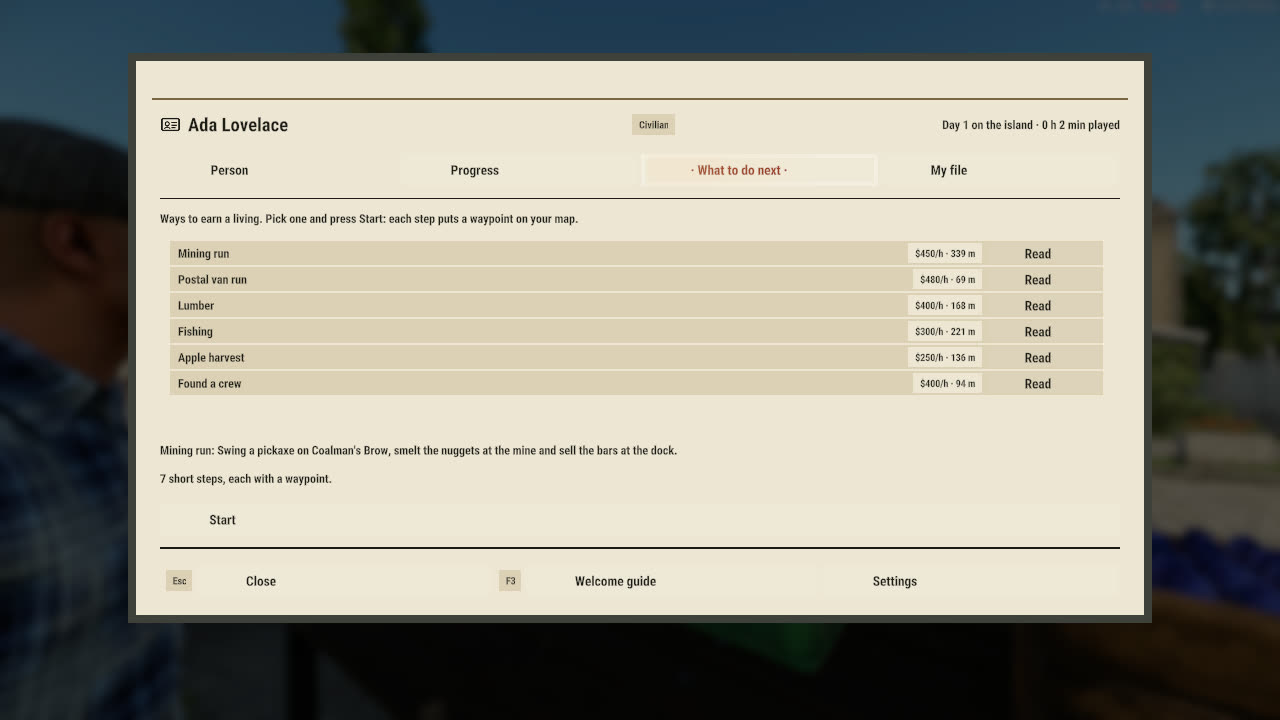 Ada Lovelace
Civilian
Day 1 on the island · 0 h 2 min played
Person
Progress
· What to do next ·
My file
Ways to earn a living. Pick one and press Start: each step puts a waypoint on your map.
Mining run $450/h · 339 m Read
Postal van run $480/h · 69 m Read
Lumber $400/h · 168 m Read
Fishing $300/h · 221 m Read
Apple harvest $250/h · 136 m Read
Found a crew $400/h · 94 m Read
Mining run: Swing a pickaxe on Coalman's Brow, smelt the nuggets at the mine and sell the bars at the dock.
7 short steps, each with a waypoint.
Start
Esc Close
F3 Welcome guide
Settings